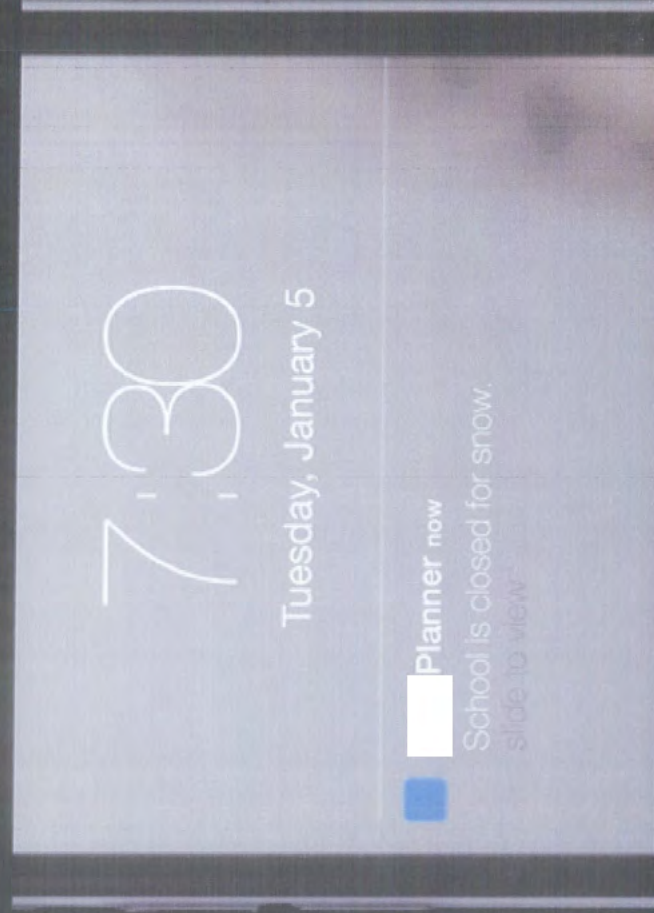 7:30
Tuesday, January 5
Planner now
School is closed for snow.
slide to view